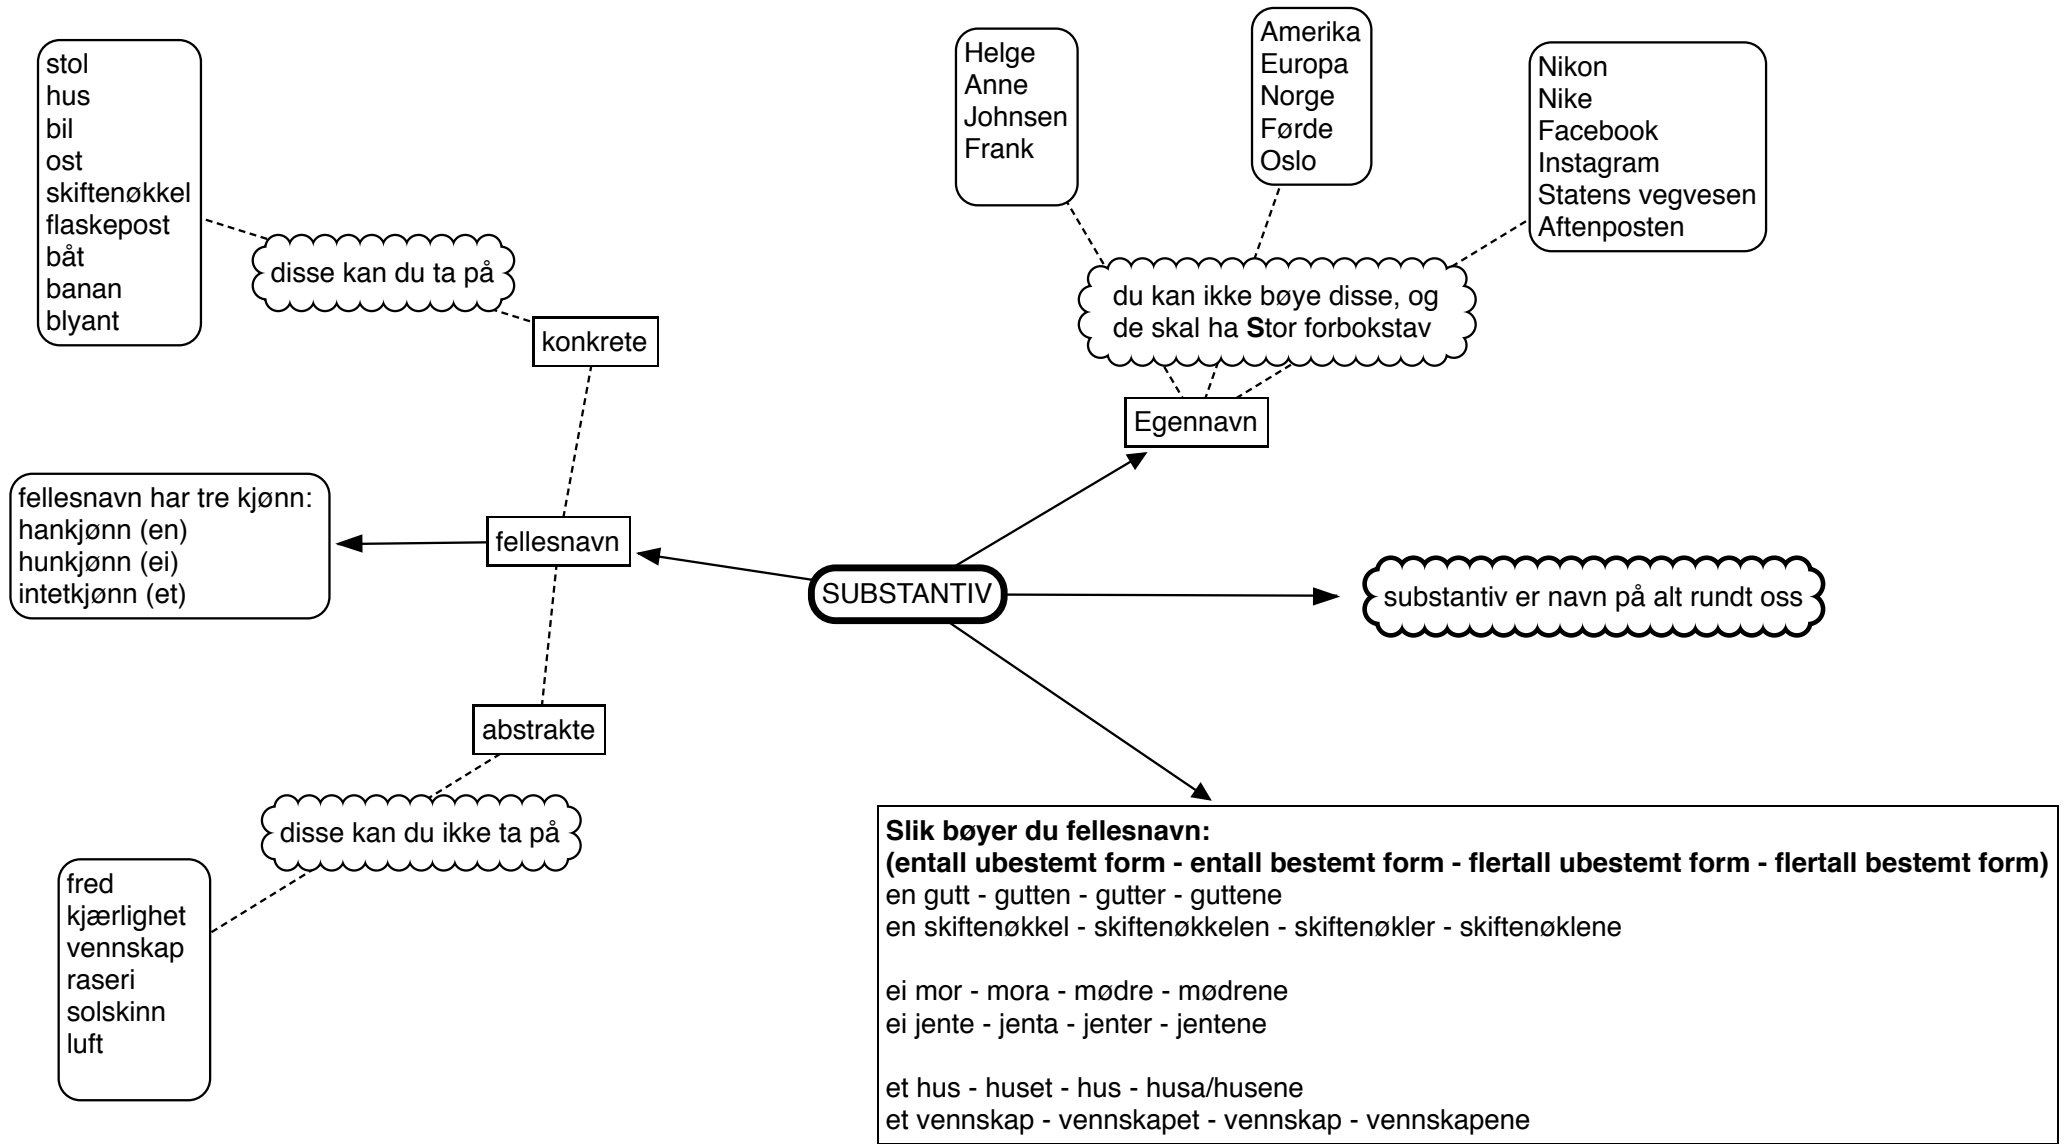 stol
hus
bil
ost
skiftenøkkel
flaskepost
båt
banan
blyant
disse kan du ta på
konkrete
Helge
Anne
Johnsen
Frank
Amerika
Europa
Norge
Førde
Oslo
Nikon
Nike
Facebook
Instagram
Statens vegvesen
Aftenposten
du kan ikke bøye disse, og
de skal ha Stor forbokstav
Egennavn
fellesnavn har tre kjønn:
hankjønn (en)
hunkjønn (ei)
intetkjønn (et)
fellesnavn
SUBSTANTIV
substantiv er navn på alt rundt oss
abstrakte
disse kan du ikke ta på
fred
kjærlighet
vennskap
raseri
solskinn
luft
Slik bøyer du fellesnavn:
(entall ubestemt form - entall bestemt form - flertall ubestemt form - flertall bestemt form)
en gutt - gutten - gutter - guttene
en skiftenøkkel - skiftenøkkelen - skiftenøkler - skiftenøklene
ei mor - mora - mødre - mødrene
ei jente - jenta - jenter - jentene
et hus - huset - hus - husa/husene
et vennskap - vennskapet - vennskap - vennskapene